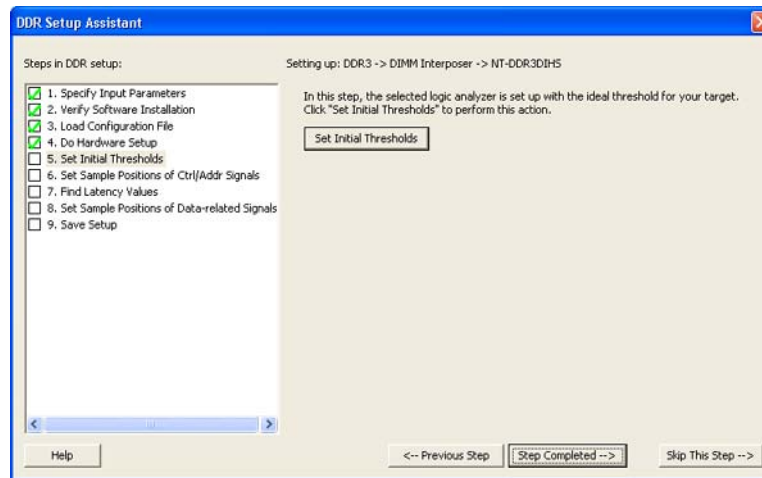 DDR Setup Assistant
Steps in DDR setup:
Setting up: DDR3 -> DIMM Interposer -> NT-DDR3DIHS
1. Specify Input Parameters
2. Verify Software Installation
3. Load Configuration File
4. Do Hardware Setup
5. Set Initial Thresholds
6. Set Sample Positions of Ctrl/Addr Signals
7. Find Latency Values
8. Set Sample Positions of Data-related Signals
9. Save Setup
In this step, the selected logic analyzer is set up with the ideal threshold for your target.
Click "Set Initial Thresholds" to perform this action.
Set Initial Thresholds
Help
<-- Previous Step
Step Completed -->
Skip This Step -->